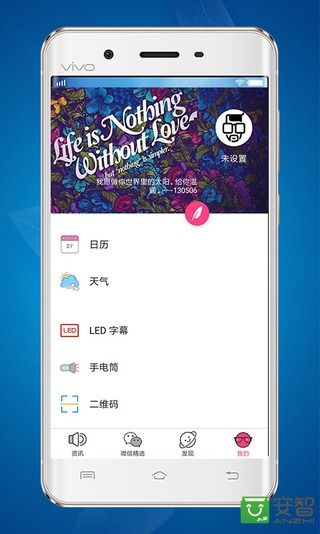 vivo
Life is Nothing
Without Love
but "nothing" is simpler
未设置
我愿做你世界里的太阳，给你温
暖。---130506
27
日历
天气
LED
LED 字幕
手电筒
二维码
资讯
微信精选
发现
我的
AZ
安智
ANZHI